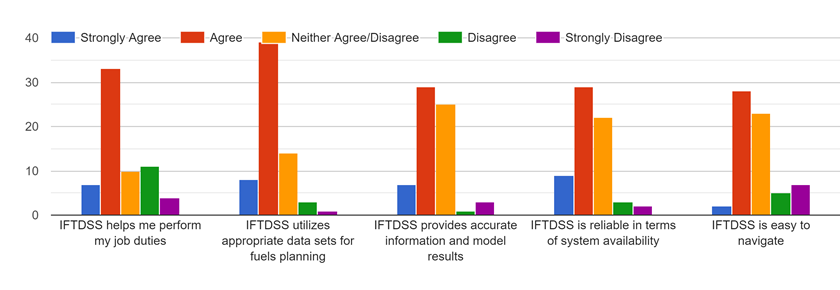 40
Strongly Agree Agree Neither Agree/Disagree Disagree Strongly Disagree
30
20
10
0
IFTDSS helps me perform
my job duties
IFTDSS utilizes
appropriate data sets for
fuels planning
IFTDSS provides accurate
information and model
results
IFTDSS is reliable in terms
of system availability
IFTDSS is easy to
navigate